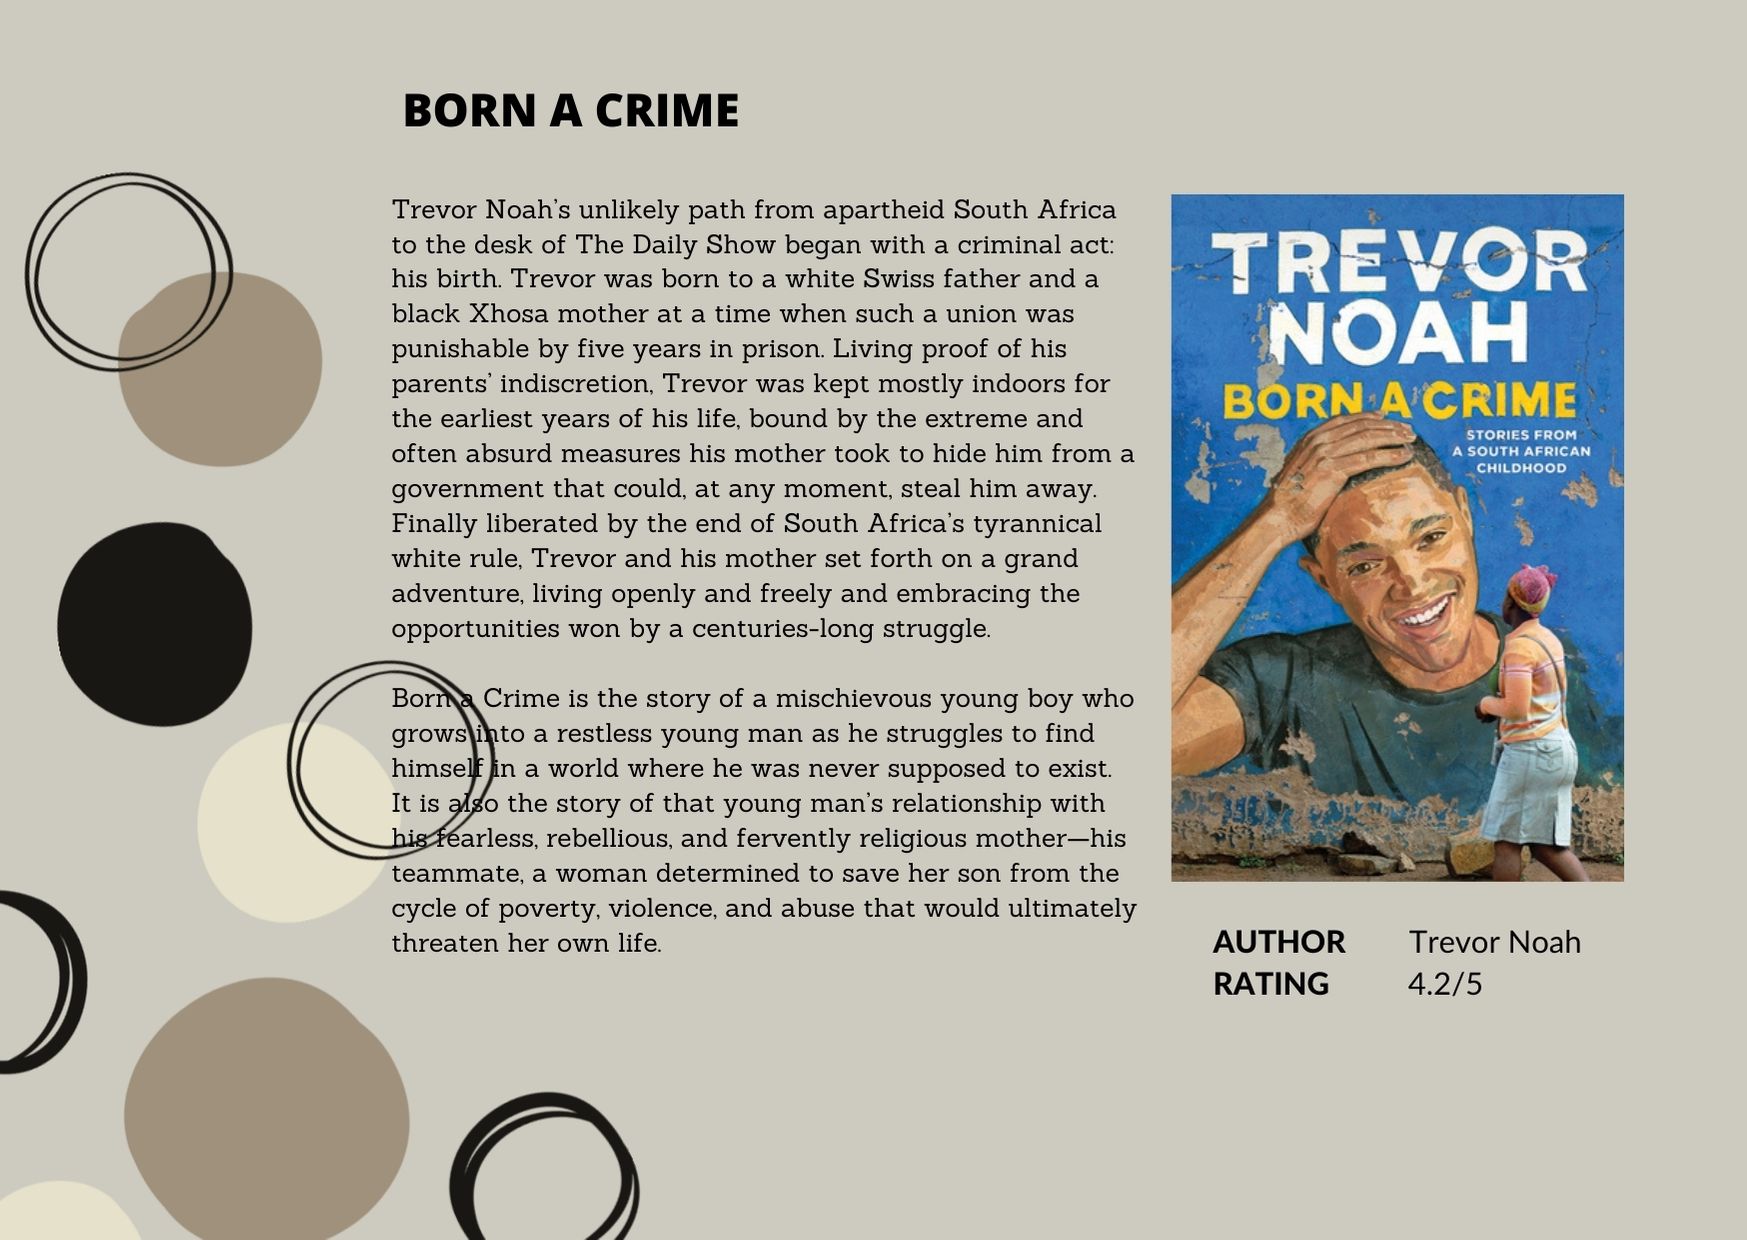 BORN A CRIME
Trevor Noah’s unlikely path from apartheid South Africa
to the desk of The Daily Show began with a criminal act:
his birth. Trevor was born to a white Swiss father and a
black Xhosa mother at a time when such a union was
punishable by five years in prison. Living proof of his
parents’ indiscretion, Trevor was kept mostly indoors for
the earliest years of his life, bound by the extreme and
often absurd measures his mother took to hide him from a
government that could, at any moment, steal him away.
Finally liberated by the end of South Africa’s tyrannical
white rule, Trevor and his mother set forth on a grand
adventure, living openly and freely and embracing the
opportunities won by a centuries-long struggle.
Born a Crime is the story of a mischievous young boy who
grows into a restless young man as he struggles to find
himself in a world where he was never supposed to exist.
It is also the story of that young man’s relationship with
his fearless, rebellious, and fervently religious mother—his
teammate, a woman determined to save her son from the
cycle of poverty, violence, and abuse that would ultimately
threaten her own life.
TREVOR
NOAH
BORN A CRIME
STORIES FROM
A SOUTH AFRICAN
CHILDHOOD
AUTHOR Trevor Noah
RATING 4.2/5